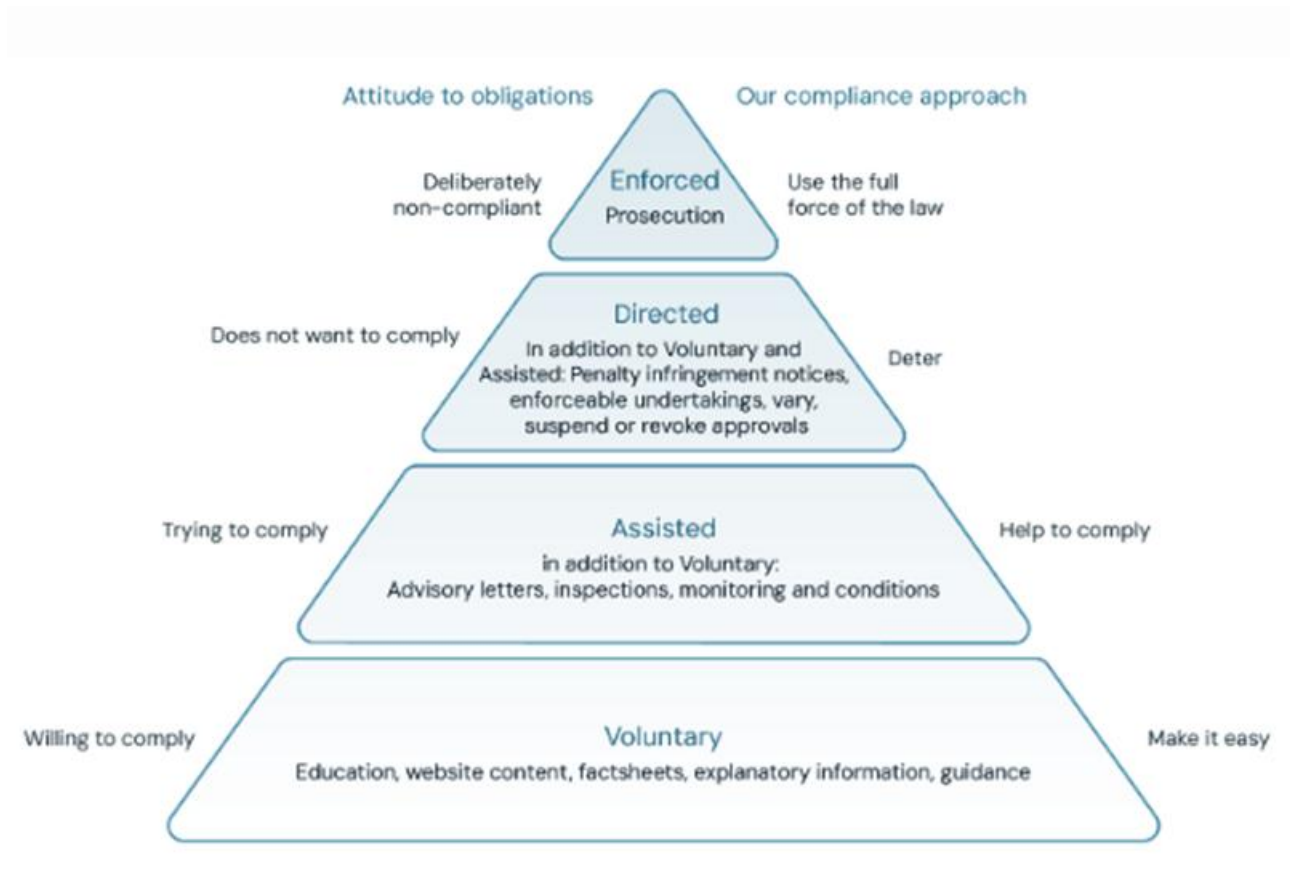 Attitude to obligations
Our compliance approach
Deliberately
non-compliant
Enforced
Prosecution
Use the full
force of the law
Does not want to comply
Directed
In addition to Voluntary and
Assisted: Penalty infringement notices,
enforceable undertakings, vary,
suspend or revoke approvals
Deter
Trying to comply
Assisted
in addition to Voluntary:
Advisory letters, inspections, monitoring and conditions
Help to comply
Willing to comply
Voluntary
Education, website content, factsheets, explanatory information, guidance
Make it easy